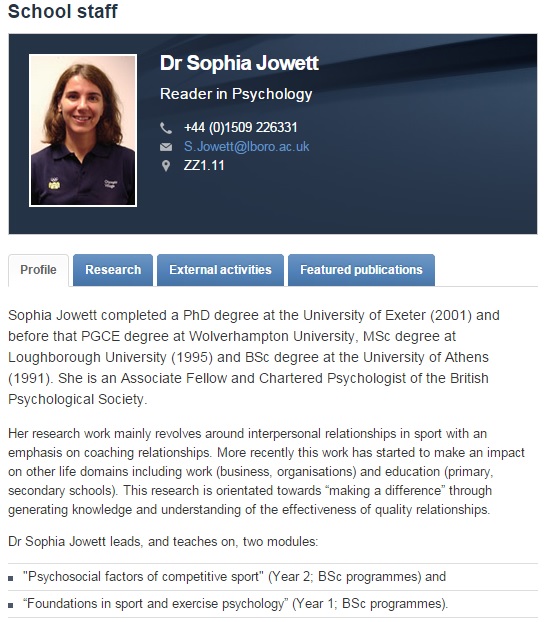 School staff
Dr Sophia Jowett
Reader in Psychology
+44 (0)1509 226331
S.Jowett@lboro.ac.uk
ZZ1.11
Profile
Research
External activities
Featured publications
Sophia Jowett completed a PhD degree at the University of Exeter (2001) and
before that PGCE degree at Wolverhampton University, MSc degree at
Loughborough University (1995) and BSc degree at the University of Athens
(1991). She is an Associate Fellow and Chartered Psychologist of the British
Psychological Society.
Her research work mainly revolves around interpersonal relationships in sport with an
emphasis on coaching relationships. More recently this work has started to make an impact
on other life domains including work (business, organisations) and education (primary,
secondary schools). This research is orientated towards “making a difference” through
generating knowledge and understanding of the effectiveness of quality relationships.
Dr Sophia Jowett leads, and teaches on, two modules:
"Psychosocial factors of competitive sport" (Year 2; BSc programmes) and
“Foundations in sport and exercise psychology” (Year 1; BSc programmes).